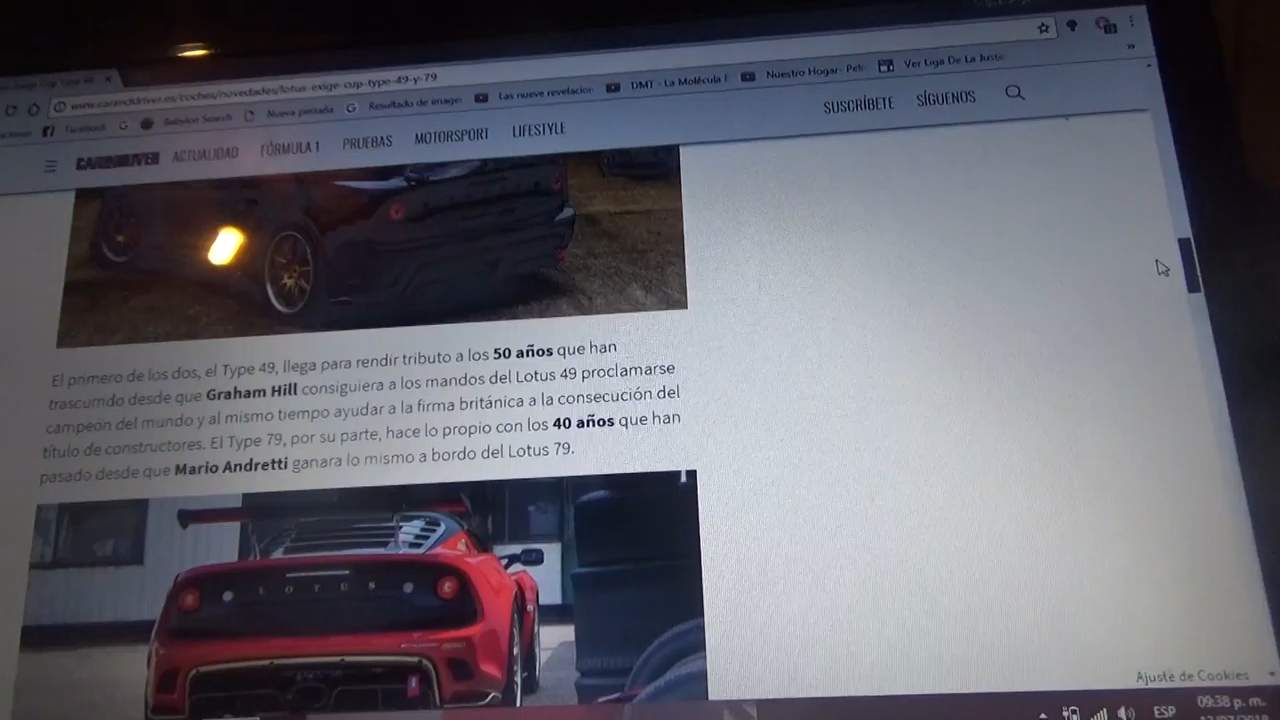 www.caranddriver.es/coches/novedades/lotus-exige-cup-type-49-y-79
Facebook
Babylon Search
Nueva pestaña
Resultado de image
Las nueve revelacion
DMT - La Molécula
Nuestro Hogar- Pel
Ver Liga De La Justi
CAR AND DRIVER
ACTUALIDAD
FÓRMULA 1
PRUEBAS
MOTORSPORT
LIFESTYLE
SUSCRÍBETE
SÍGUENOS
El primero de los dos, el Type 49, llega para rendir tributo a los 50 años que han
trascurrido desde que Graham Hill consiguiera a los mandos del Lotus 49 proclamarse
campeón del mundo y al mismo tiempo ayudar a la firma británica a la consecución del
título de constructores. El Type 79, por su parte, hace lo propio con los 40 años que han
pasado desde que Mario Andretti ganara lo mismo a bordo del Lotus 79.
LOTUS
Ajuste de Cookies
ESP
09:38 p. m.